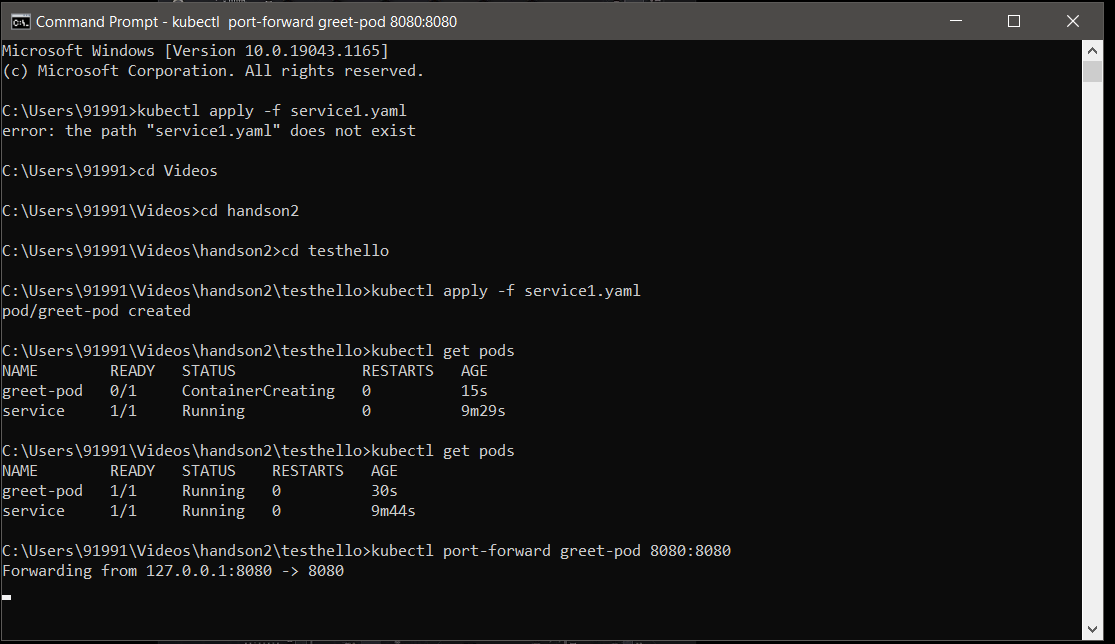 Command Prompt - kubectl  port-forward greet-pod 8080:8080
Microsoft Windows [Version 10.0.19043.1165]
(c) Microsoft Corporation. All rights reserved.
C:\Users\91991>kubectl apply -f service1.yaml
error: the path "service1.yaml" does not exist
C:\Users\91991>cd Videos
C:\Users\91991\Videos>cd handson2
C:\Users\91991\Videos\handson2>cd testhello
C:\Users\91991\Videos\handson2\testhello>kubectl apply -f service1.yaml
pod/greet-pod created
C:\Users\91991\Videos\handson2\testhello>kubectl get pods
NAME        READY   STATUS              RESTARTS   AGE
greet-pod   0/1     ContainerCreating   0          15s
service     1/1     Running             0          9m29s
C:\Users\91991\Videos\handson2\testhello>kubectl get pods
NAME        READY   STATUS    RESTARTS   AGE
greet-pod   1/1     Running   0          30s
service     1/1     Running   0          9m44s
C:\Users\91991\Videos\handson2\testhello>kubectl port-forward greet-pod 8080:8080
Forwarding from 127.0.0.1:8080 -> 8080